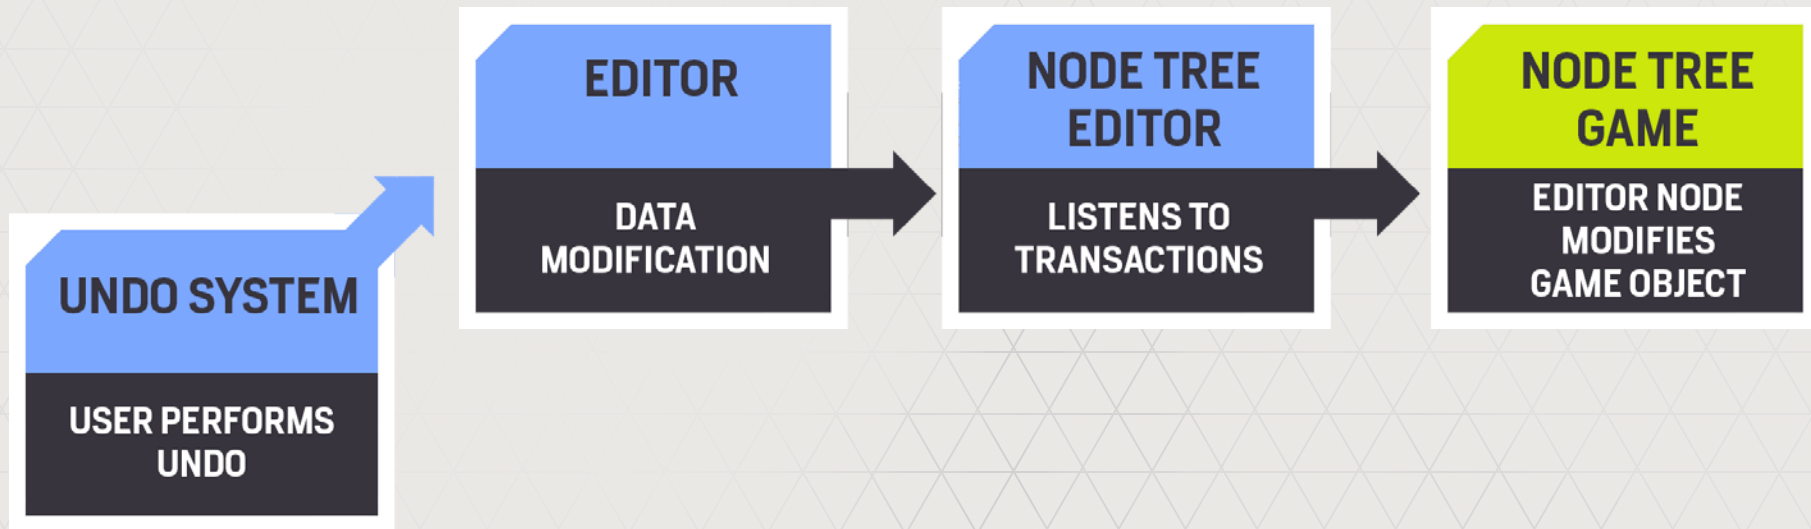 UNDO SYSTEM
USER PERFORMS
UNDO
EDITOR
DATA
MODIFICATION
NODE TREE
EDITOR
LISTENS TO
TRANSACTIONS
NODE TREE
GAME
EDITOR NODE
MODIFIES
GAME OBJECT